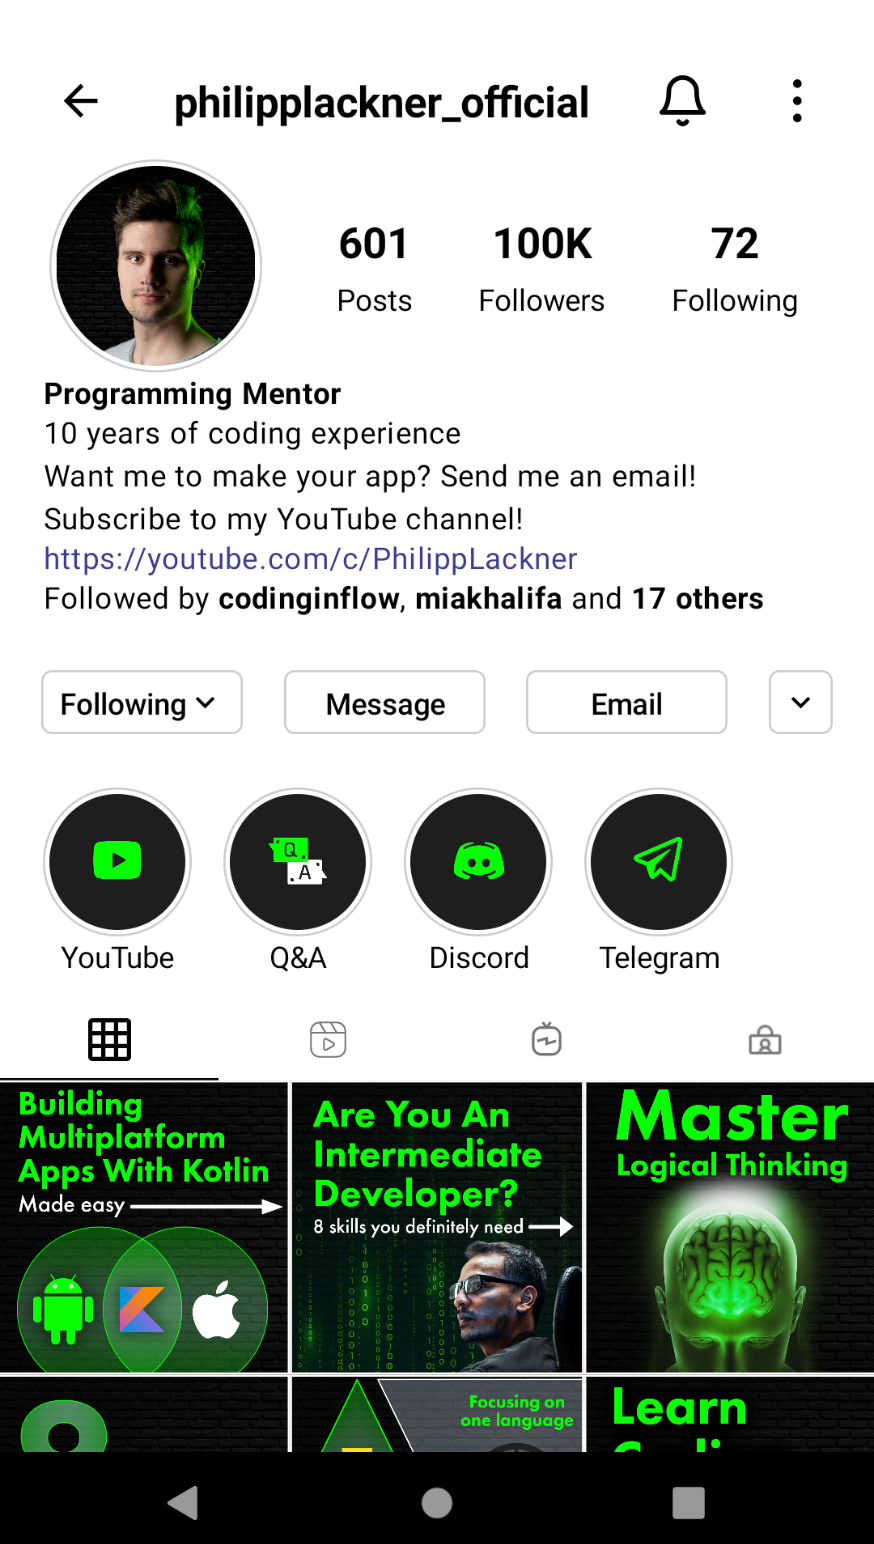 philipplackner_official
601 100K 72
Posts Followers Following
Programming Mentor
10 years of coding experience
Want me to make your app? Send me an email!
Subscribe to my YouTube channel!
https://youtube.com/c/PhilippLackner
Followed by codinginflow, miakhalifa and 17 others
Following Message Email
Q
A
YouTube Q&A Discord Telegram
Building
Multiplatform
Apps With Kotlin
Made easy
Are You An
Intermediate
Developer?
8 skills you definitely need
Master
Logical Thinking
Focusing on
one language
Learn